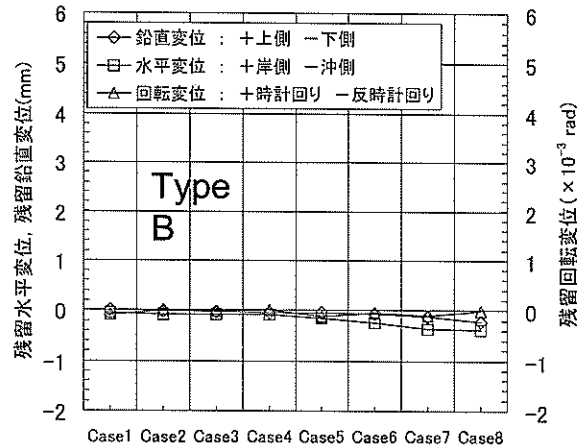 6
5
4
3
2
1
0
-1
-2
残留水平変位, 残留鉛直変位(mm)
鉛直変位 : +上側 -下側
水平変位 : +岸側 -沖側
回転変位 : +時計回り -反時計回り
Type
B
6
5
4
3
2
1
0
-1
-2
残留回転変位(×10⁻³ rad)
Case1 Case2 Case3 Case4 Case5 Case6 Case7 Case8